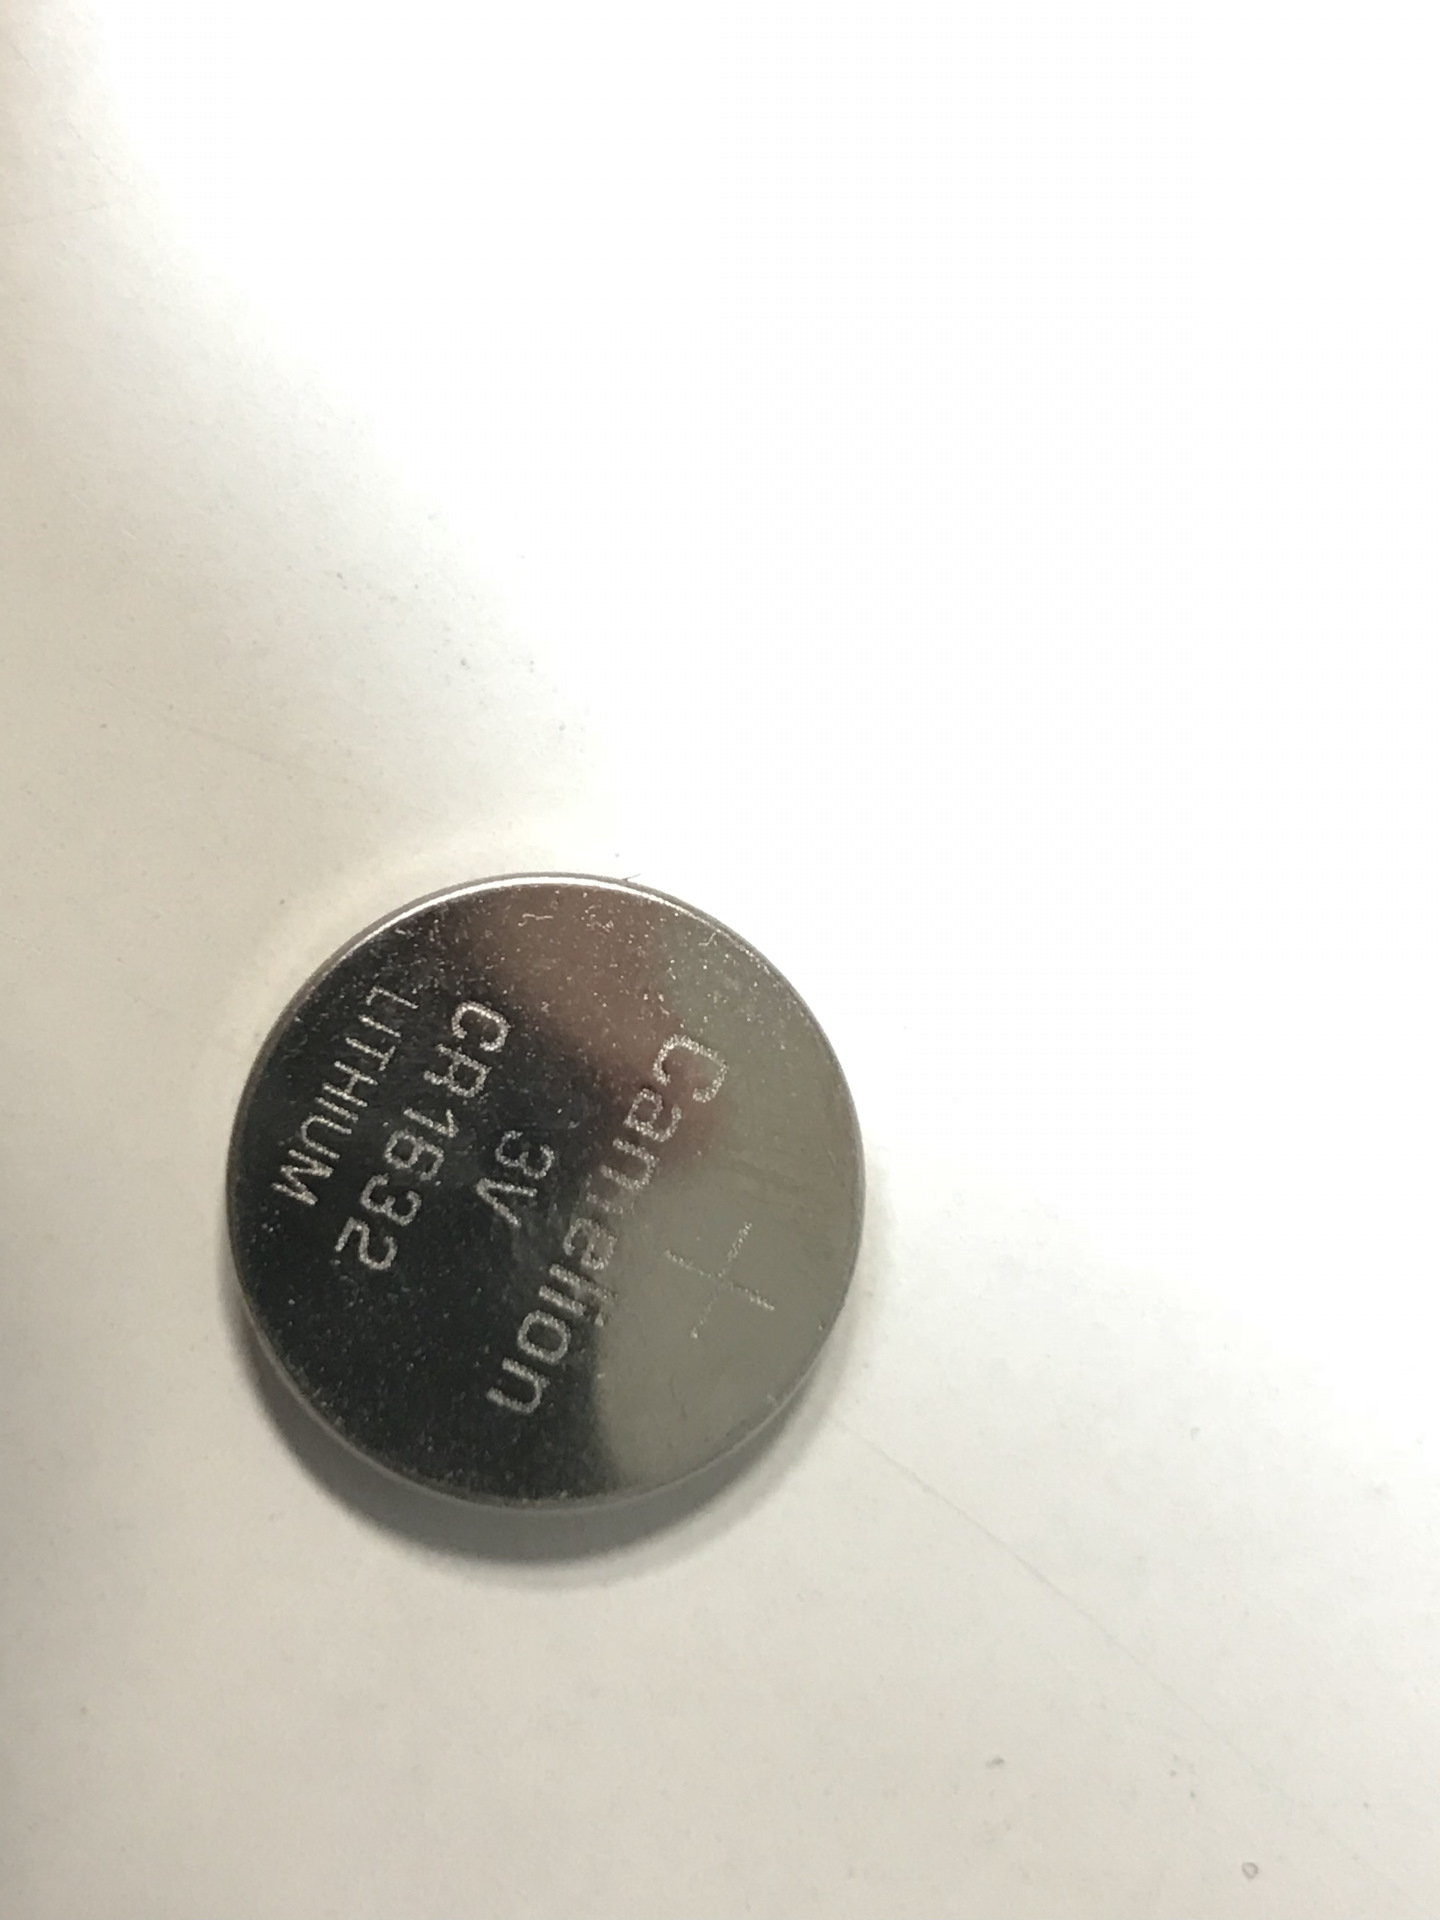 +
Camelion
3V
CR1632
LITHIUM